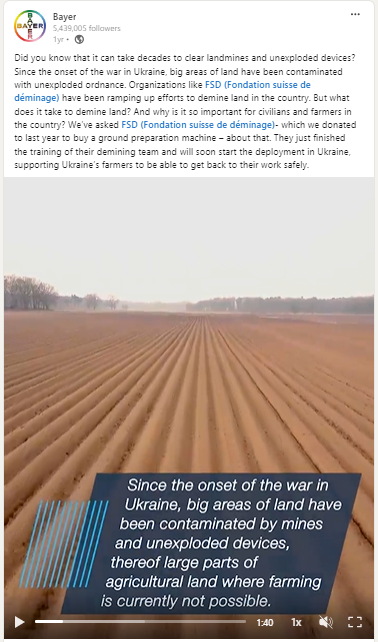 BAYER
BAYER
Bayer
5,439,005 followers
1yr •
Did you know that it can take decades to clear landmines and unexploded devices?
Since the onset of the war in Ukraine, big areas of land have been contaminated
with unexploded ordnance. Organizations like FSD (Fondation suisse de
déminage) have been ramping up efforts to demine land in the country. But what
does it take to demine land? And why is it so important for civilians and farmers in
the country? We've asked FSD (Fondation suisse de déminage)- which we donated
to last year to buy a ground preparation machine – about that. They just finished
the training of their demining team and will soon start the deployment in Ukraine,
supporting Ukraine's farmers to be able to get back to their work safely.
Since the onset of the war in
Ukraine, big areas of land have
been contaminated by mines
and unexploded devices,
thereof large parts of
agricultural land where farming
is currently not possible.
1:40
1x